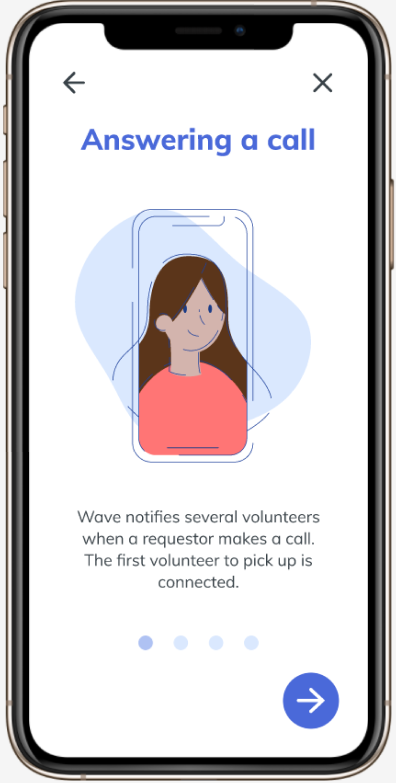 Answering a call
Wave notifies several volunteers
when a requestor makes a call.
The first volunteer to pick up is
connected.